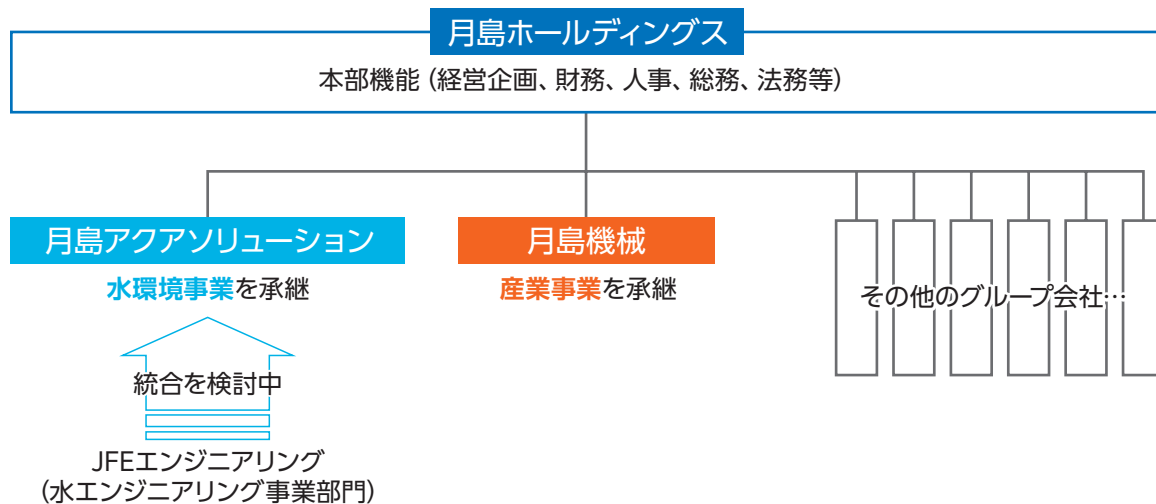 月島ホールディングス
本部機能（経営企画、財務、人事、総務、法務等）
月島アクアソリューション
水環境事業を承継
月島機械
産業事業を承継
その他のグループ会社…
統合を検討中
JFEエンジニアリング
（水エンジニアリング事業部門）